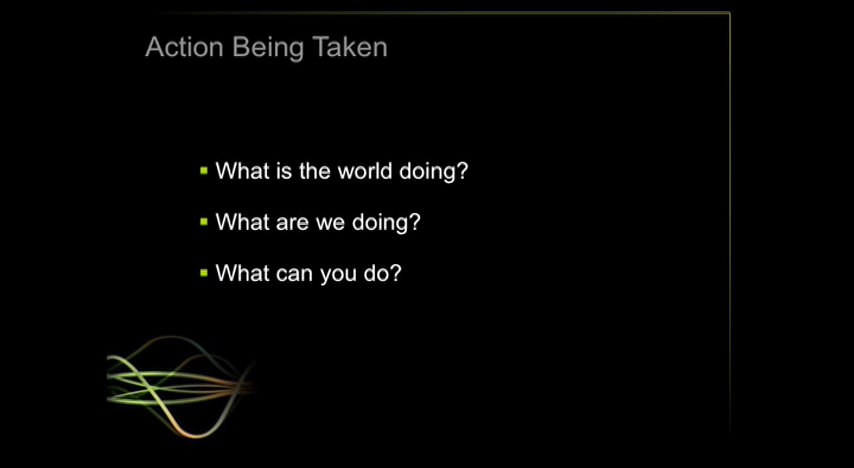 Action Being Taken
What is the world doing?
What are we doing?
What can you do?